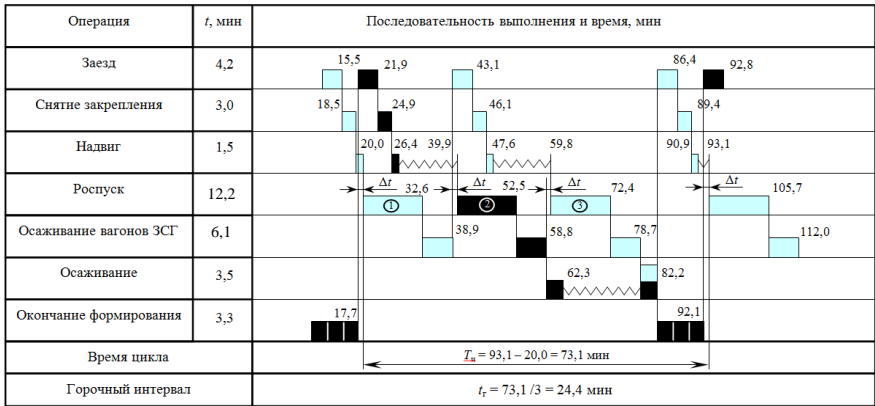 Операция t, мин Последовательность выполнения и время, мин
Заезд 4,2 15,5 21,9 43,1 86,4 92,8
Снятие закрепления 3,0 18,5 24,9 46,1 89,4
Надвиг 1,5 20,0 26,4 39,9 47,6 59,8 90,9 93,1
Роспуск 12,2 Δt 32,6 Δt 52,5 Δt 72,4 Δt 105,7
1 2 3
Осаживание вагонов ЗСГ 6,1 38,9 58,8 78,7 112,0
Осаживание 3,5 62,3 82,2
Окончание формирования 3,3 17,7 92,1
Время цикла Tц = 93,1 – 20,0 = 73,1 мин
Горочный интервал tг = 73,1 /3 = 24,4 мин